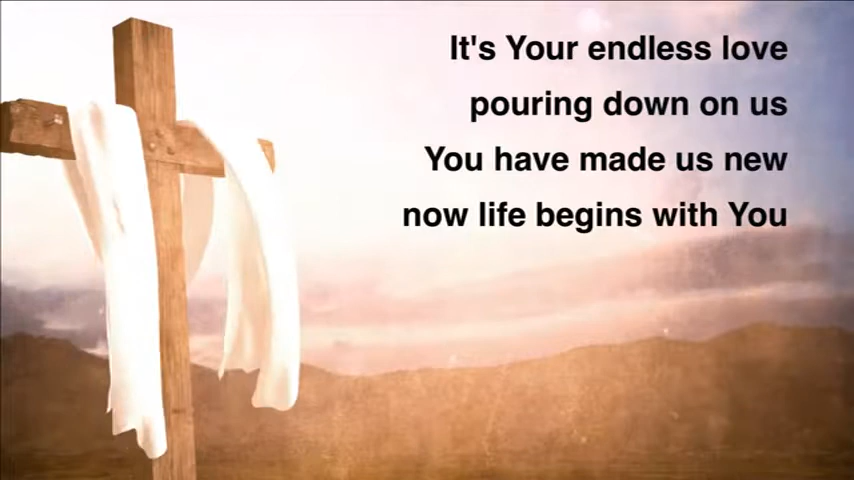 It's Your endless love
pouring down on us
You have made us new
now life begins with You